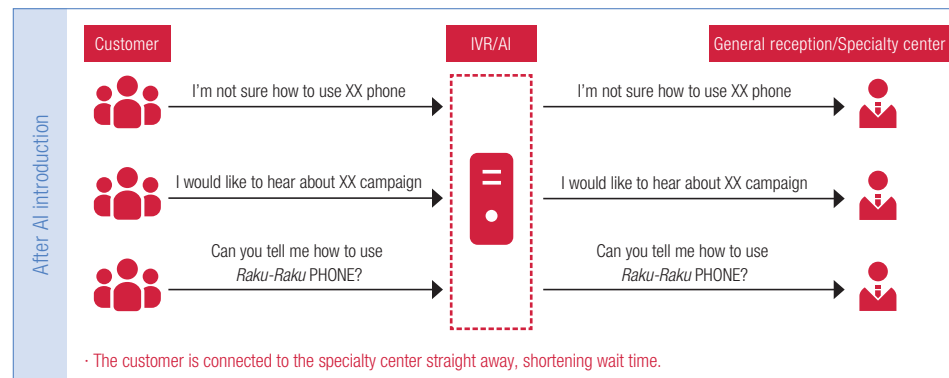 After AI introduction
Customer
IVR/AI
General reception/Specialty center
I'm not sure how to use XX phone
I'm not sure how to use XX phone
I would like to hear about XX campaign
I would like to hear about XX campaign
Can you tell me how to use
Raku-Raku PHONE?
Can you tell me how to use
Raku-Raku PHONE?
· The customer is connected to the specialty center straight away, shortening wait time.